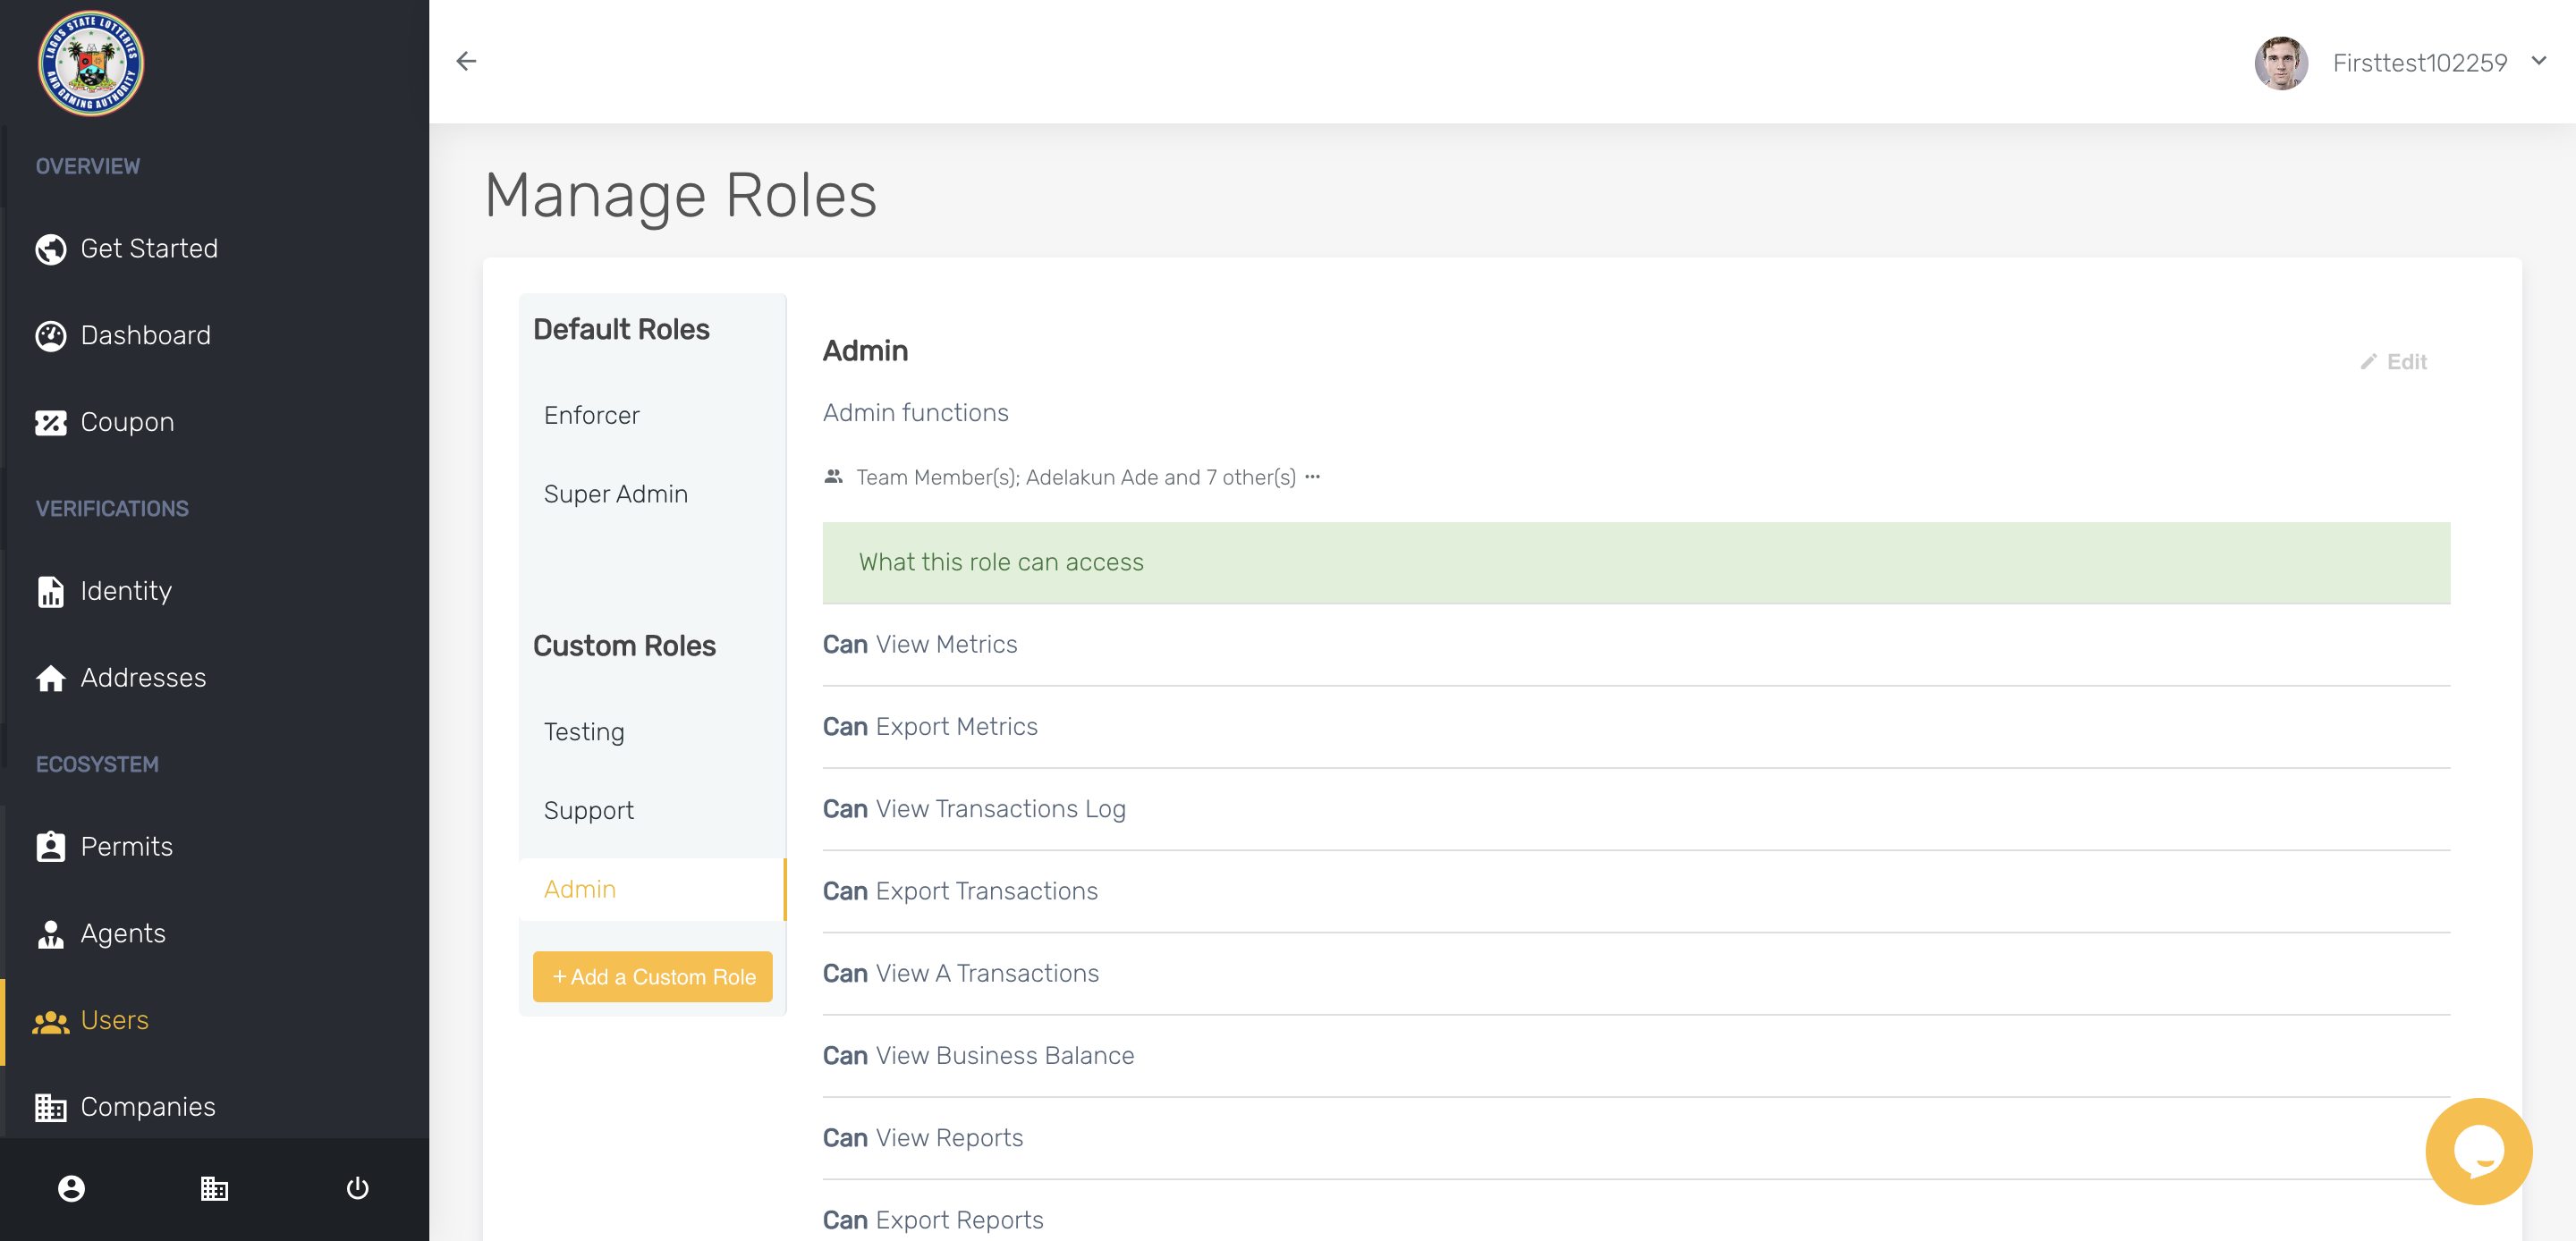 LAGOS STATE LOTTERIES
AND GAMING AUTHORITY
Firsttest102259
OVERVIEW
Get Started
Dashboard
Coupon
VERIFICATIONS
Identity
Addresses
ECOSYSTEM
Permits
Agents
Users
Companies
Manage Roles
Default Roles
Enforcer
Super Admin
Custom Roles
Testing
Support
Admin
+ Add a Custom Role
Admin
Edit
Admin functions
Team Member(s); Adelakun Ade and 7 other(s) ···
What this role can access
Can View Metrics
Can Export Metrics
Can View Transactions Log
Can Export Transactions
Can View A Transactions
Can View Business Balance
Can View Reports
Can Export Reports